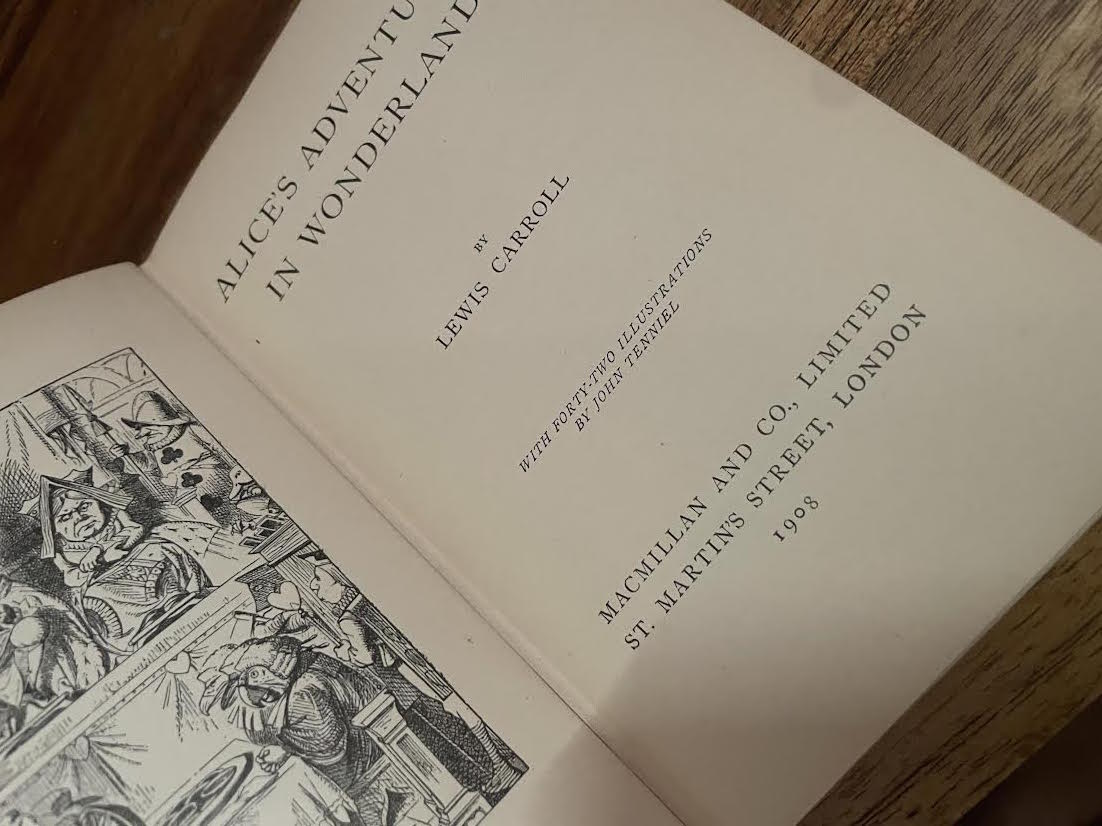 ALICE'S ADVENTU
IN WONDERLAND
BY
LEWIS CARROLL
WITH FORTY-TWO ILLUSTRATIONS
BY JOHN TENNIEL
MACMILLAN AND CO., LIMITED
ST. MARTIN'S STREET, LONDON
1908